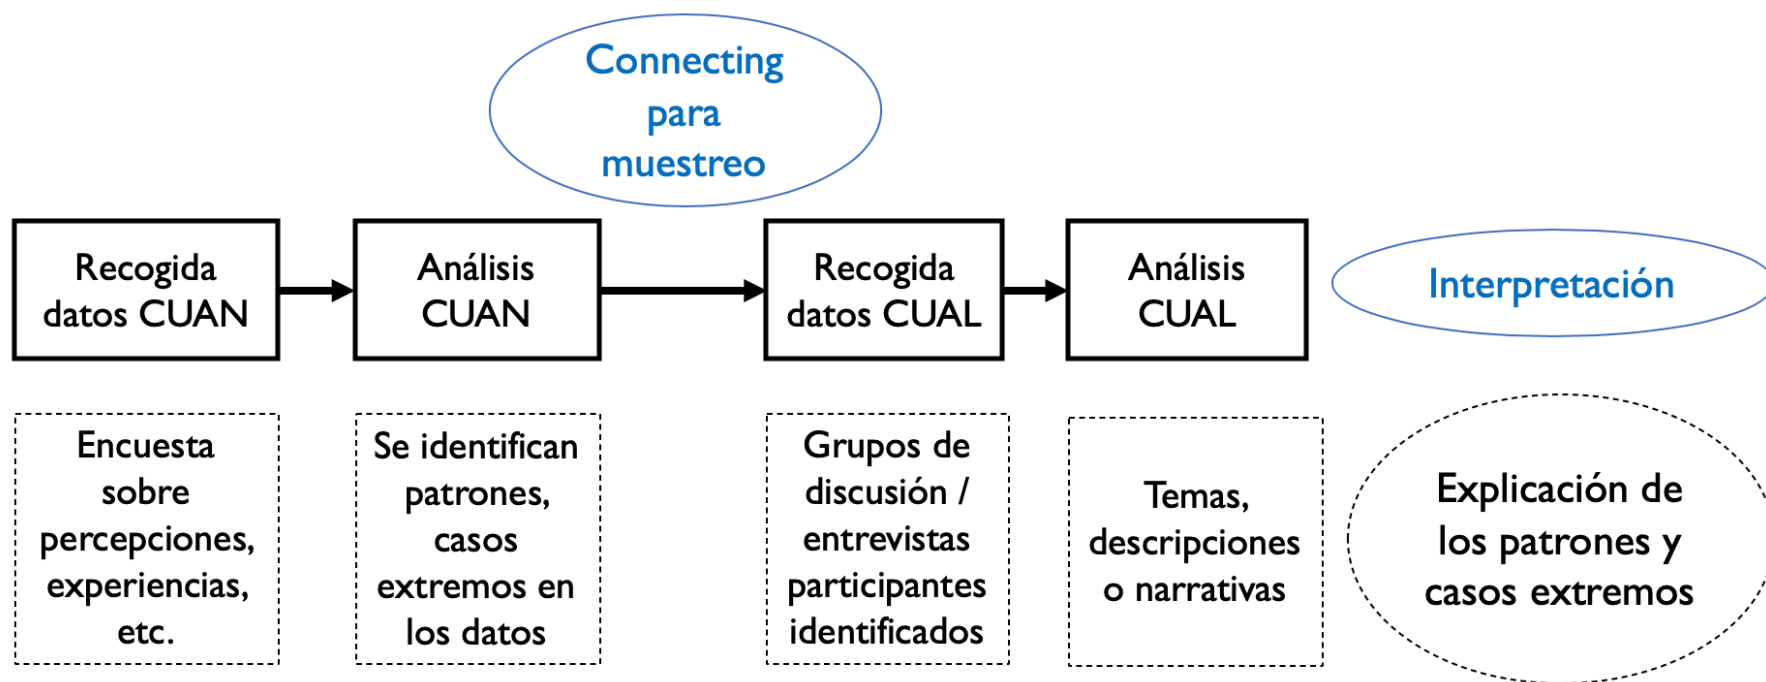 Connecting
para
muestreo
Recogida
datos CUAN
Análisis
CUAN
Recogida
datos CUAL
Análisis
CUAL
Interpretación
Encuesta
sobre
percepciones,
experiencias,
etc.
Se identifican
patrones,
casos
extremos en
los datos
Grupos de
discusión /
entrevistas
participantes
identificados
Temas,
descripciones
o narrativas
Explicación de
los patrones y
casos extremos